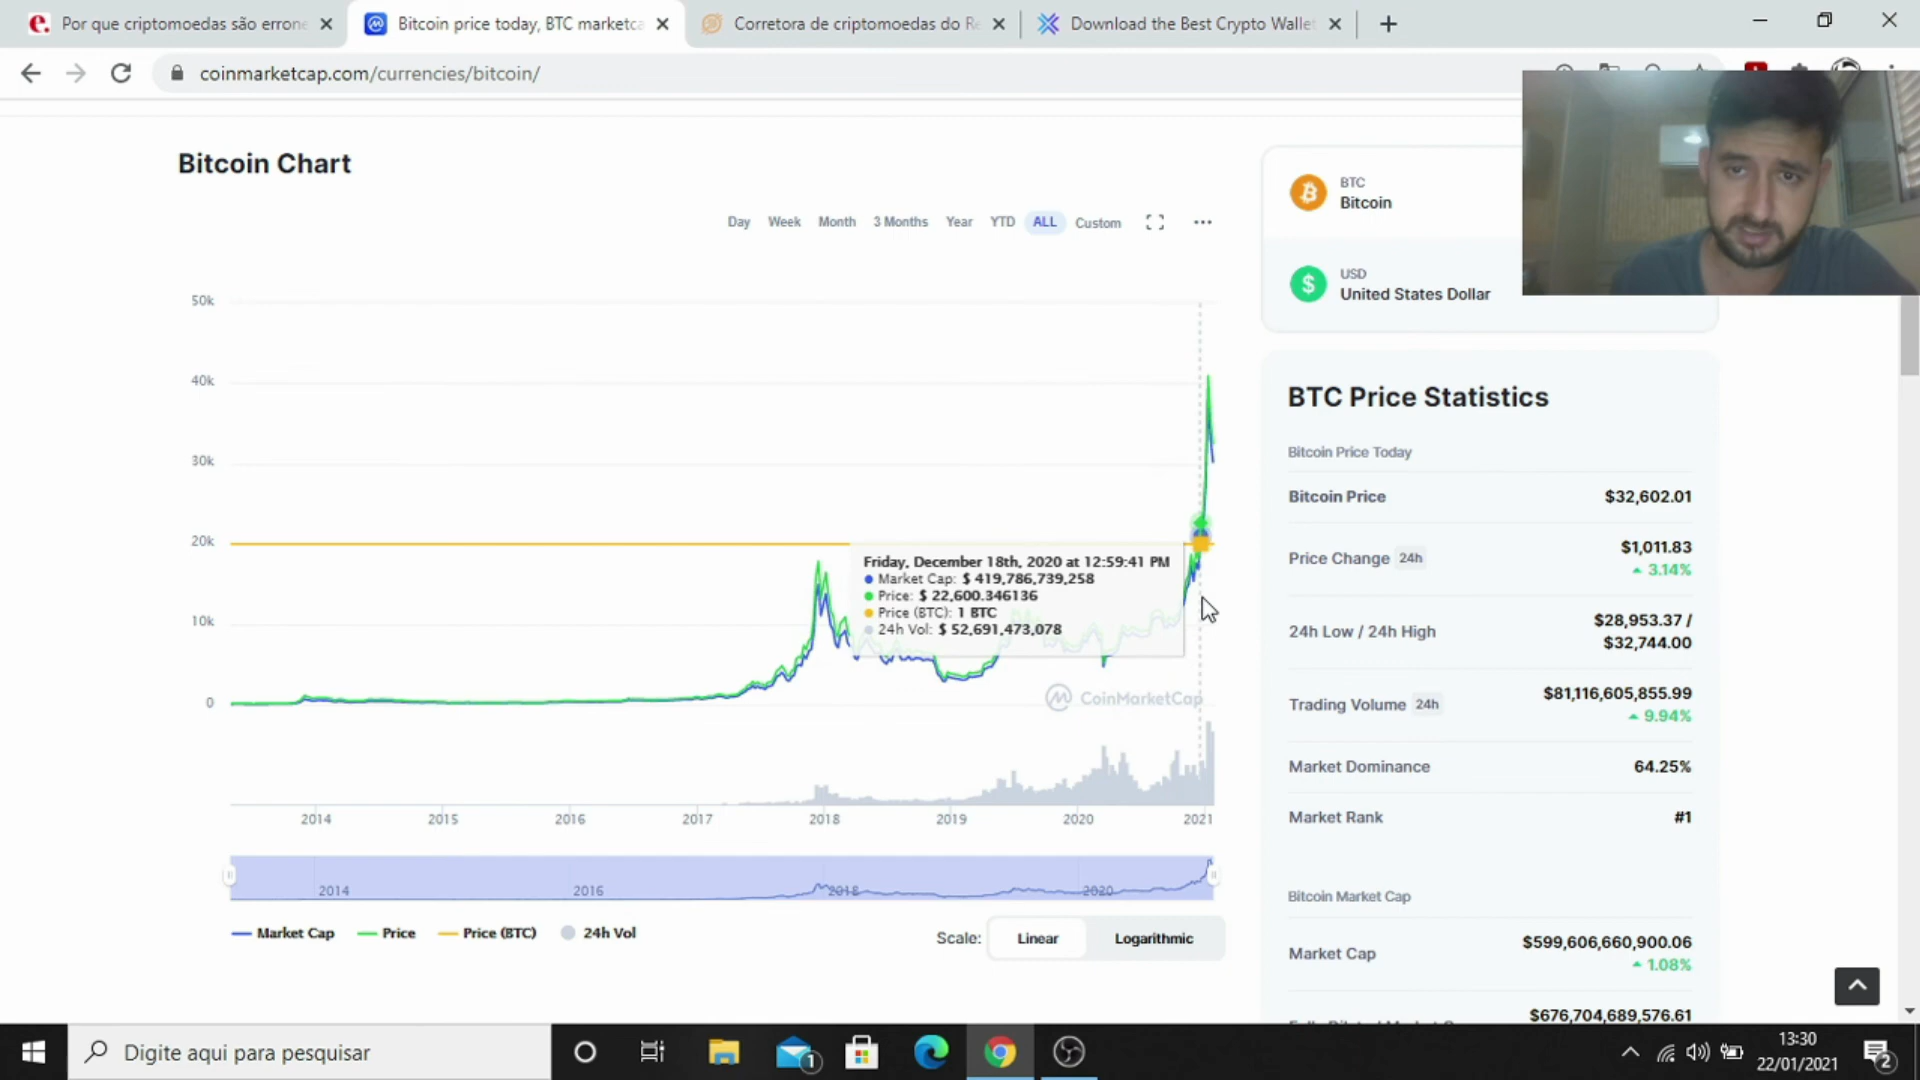 Por que criptomoedas são errone
Bitcoin price today, BTC marketca
Corretora de criptomoedas do Re
Download the Best Crypto Wallet
coinmarketcap.com/currencies/bitcoin/
Bitcoin Chart
Day Week Month 3 Months Year YTD ALL Custom
50k
40k
30k
20k
10k
0
Friday, December 18th, 2020 at 12:59:41 PM
Market Cap: $ 419,786,739,258
Price: $ 22,600.346136
Price (BTC): 1 BTC
24h Vol: $ 52,691,473,078
CoinMarketCap
2014 2015 2016 2017 2018 2019 2020 2021
2014 2016 2018 2020
Market Cap Price Price (BTC) 24h Vol
Scale: Linear Logarithmic
BTC
Bitcoin
USD
United States Dollar
BTC Price Statistics
Bitcoin Price Today
Bitcoin Price $32,602.01
Price Change 24h $1,011.83
3.14%
24h Low / 24h High $28,953.37 /
$32,744.00
Trading Volume 24h $81,116,605,855.99
9.94%
Market Dominance 64.25%
Market Rank #1
Bitcoin Market Cap
Market Cap $599,606,660,900.06
1.08%
$676,704,689,576.61
Digite aqui para pesquisar
1
13:30
22/01/2021
2